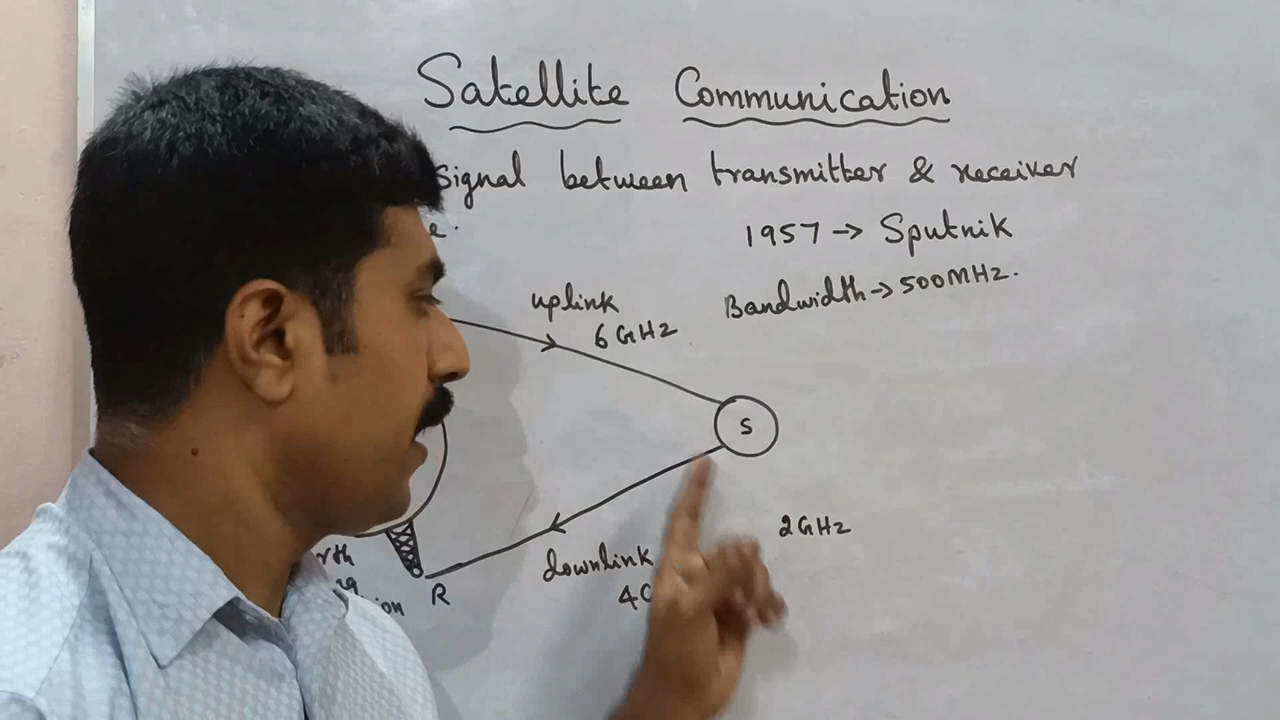 Satellite Communication
signal between transmitter & receiver
1957 → Sputnik
Bandwidth → 500MHz.
uplink
6 GHz
S
2GHz
downlink
R